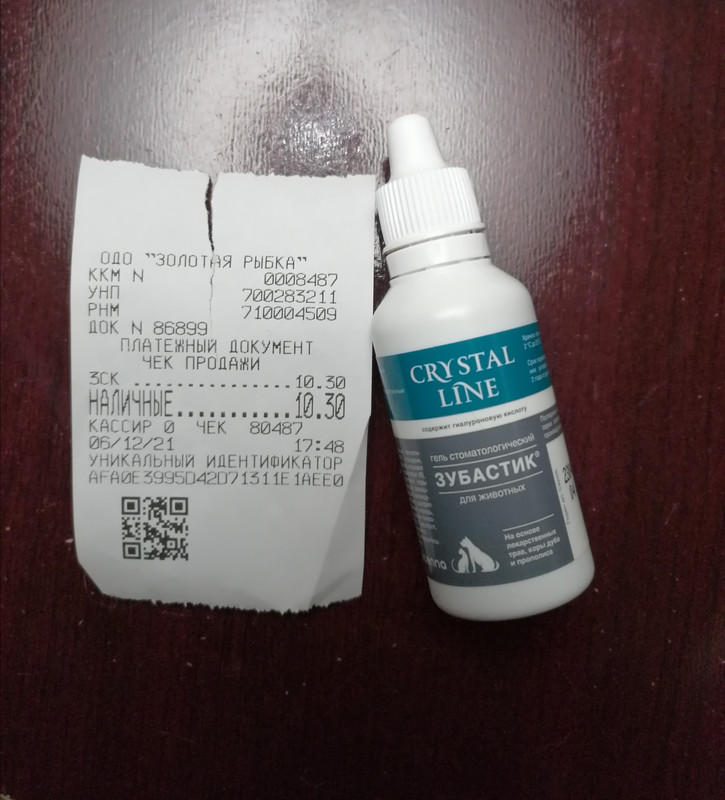 ОДО "ЗОЛОТАЯ РЫБКА"
ККМ N 0008487
УНП 700283211
РНМ 710004509
ДОК N 86899
ПЛАТЕЖНЫЙ ДОКУМЕНТ
ЧЕК ПРОДАЖИ
ЗСК ................10.30
НАЛИЧНЫЕ...........10.30
КАССИР 0 ЧЕК 80487
06/12/21 17:48
УНИКАЛЬНЫЙ ИДЕНТИФИКАТОР
AFA0E3995D42D71311E1AEE0
CRYSTAL
LINE
содержит гиалуроновую кислоту
гель стоматологический
ЗУБАСТИК®
для животных
На основе
лекарственных
трав, коры дуба
и прополиса